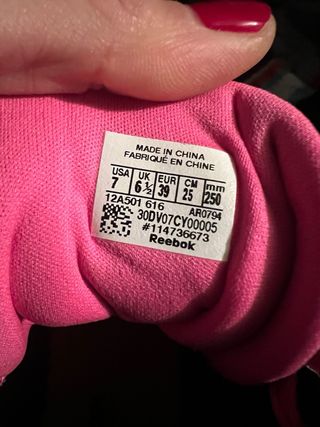 MADE IN CHINA
FABRIQUÉ EN CHINE
USA UK EUR CM mm
7 6½ 39 25 250
12A501 616 AR0794
30DV07CY00005
#114736673
Reebok